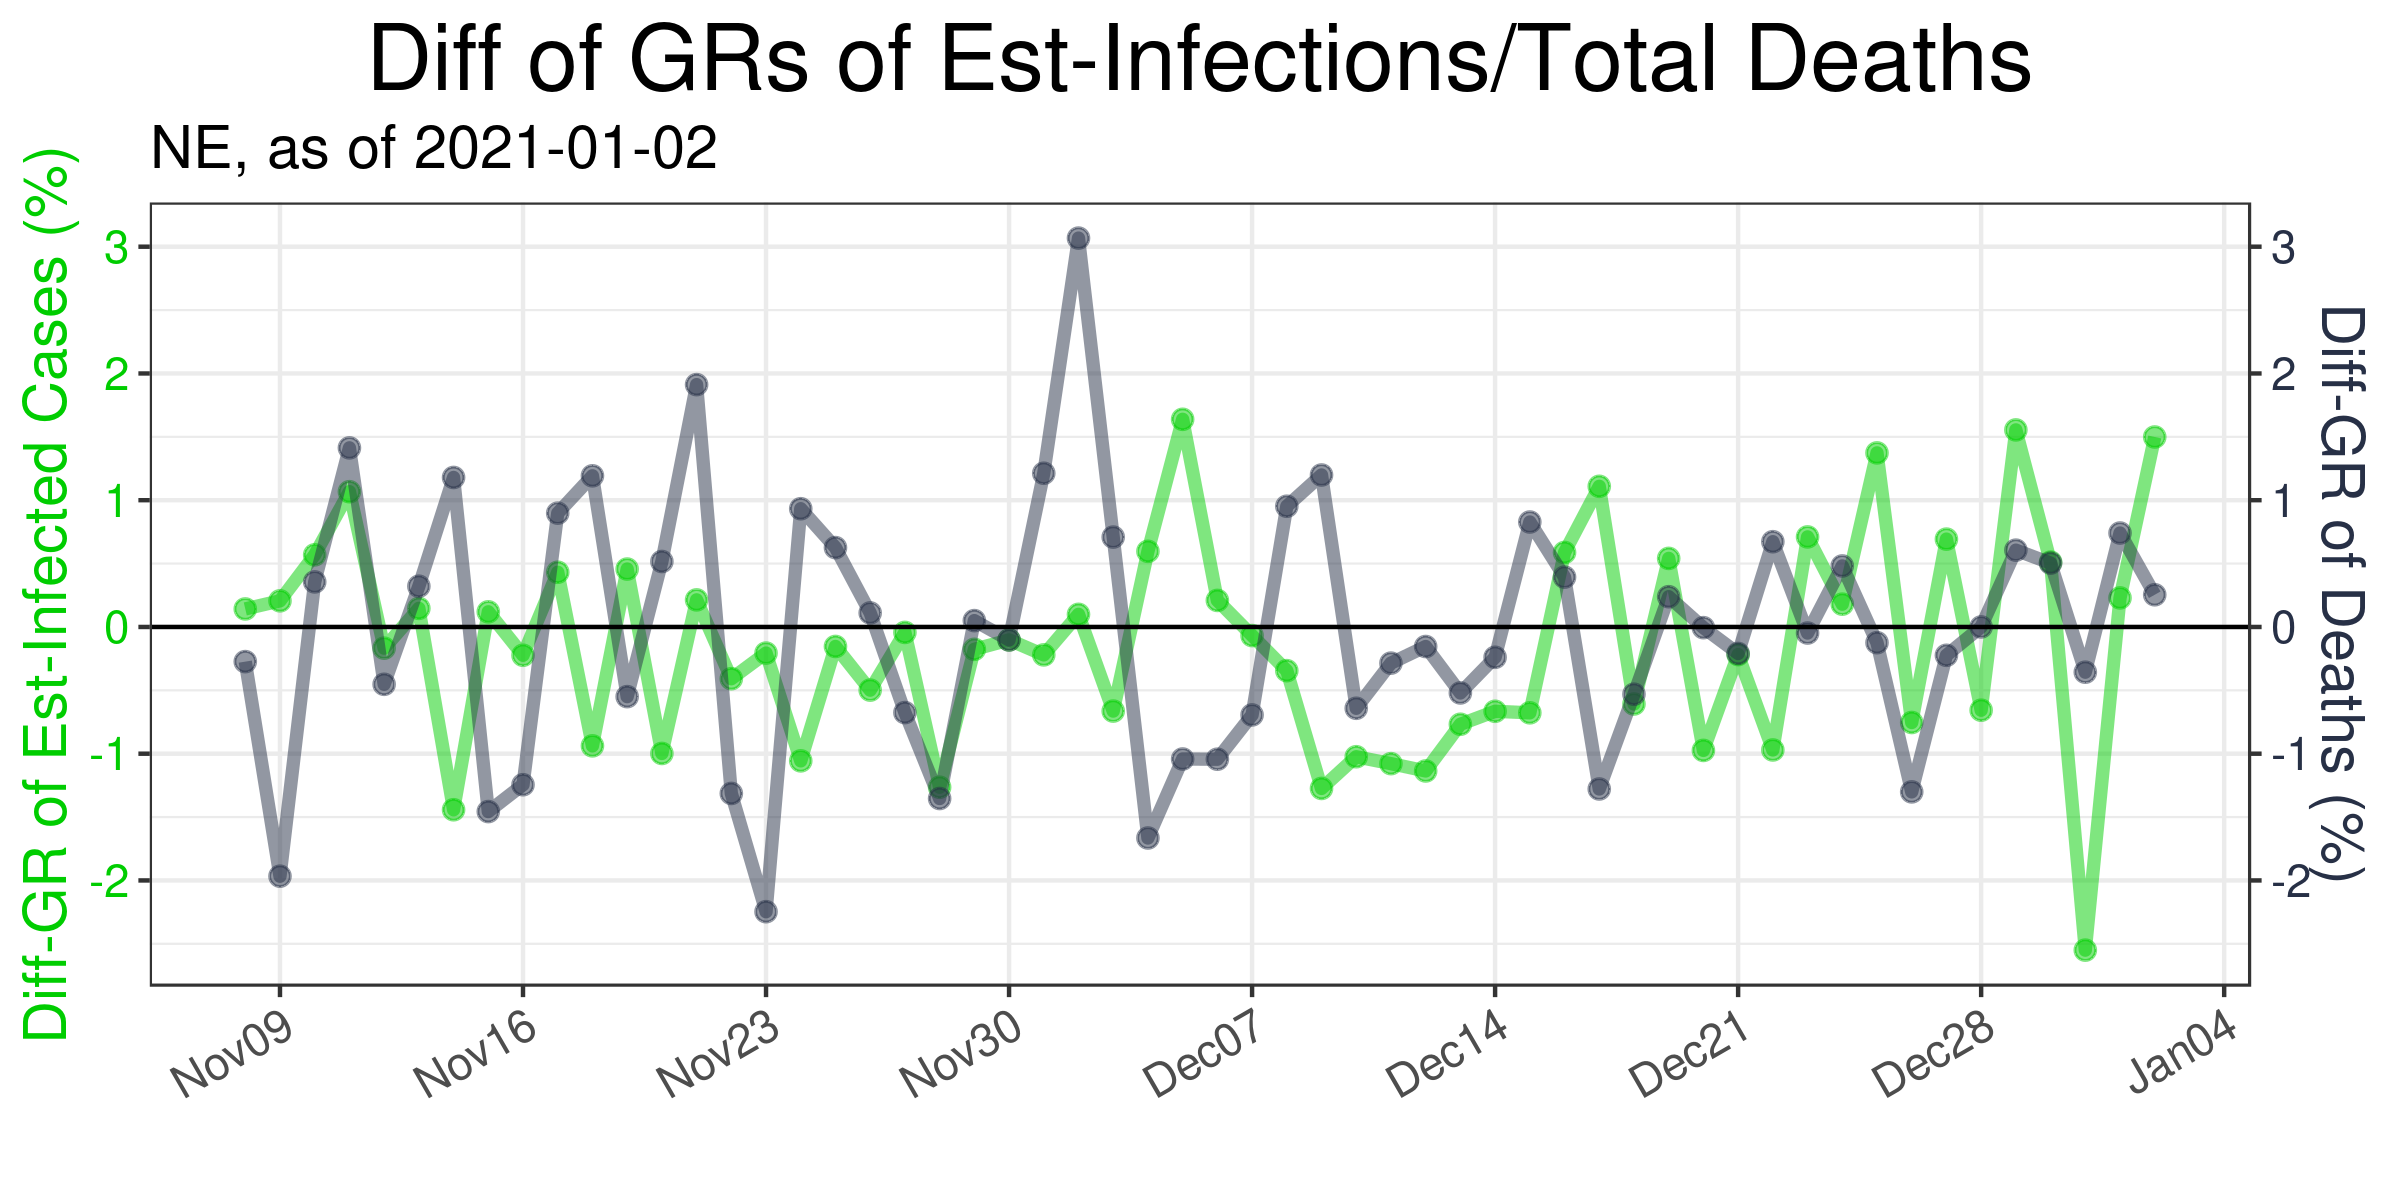 Diff of GRs of Est-Infections/Total Deaths
NE, as of 2021-01-02
Diff-GR of Est-Infected Cases (%)
3
2
1
0
-1
-2
3
2
1
0
-1
-2
Diff-GR of Deaths (%)
Nov09
Nov16
Nov23
Nov30
Dec07
Dec14
Dec21
Dec28
Jan04